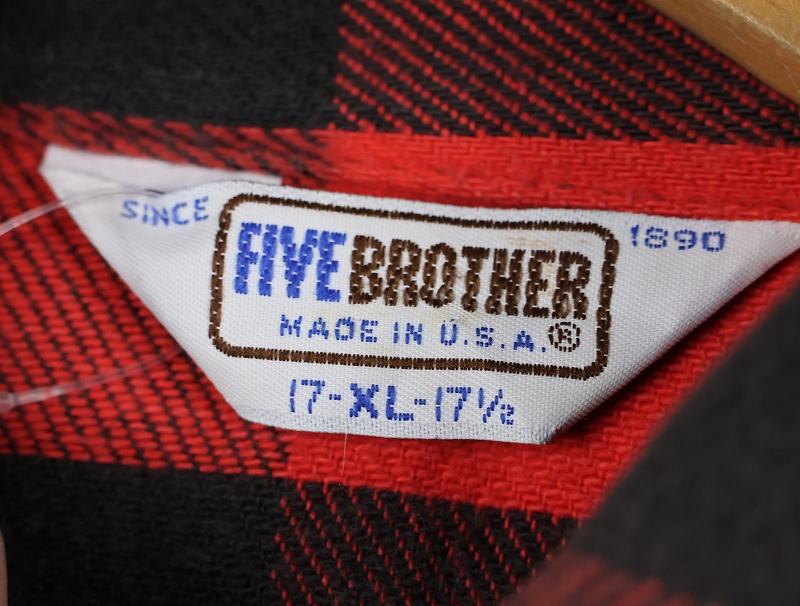 SINCE 1890
FIVE BROTHER
MADE IN U.S.A.®
17-XL-17½